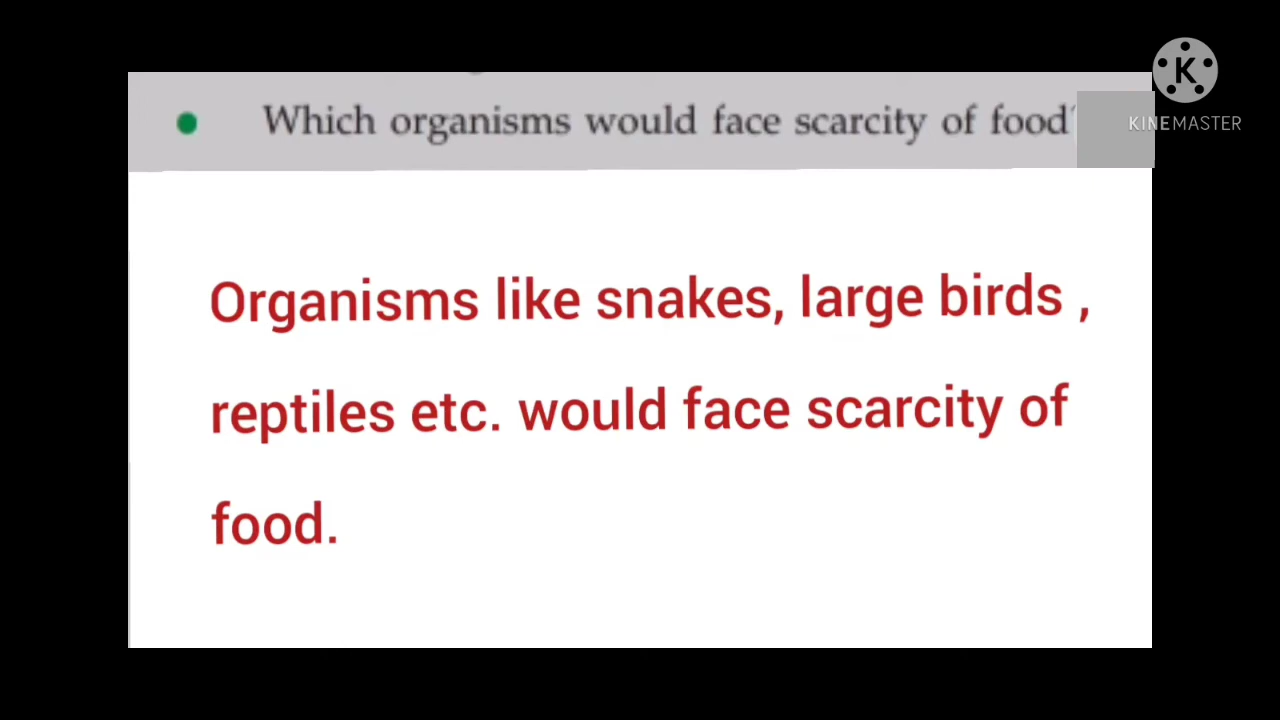 Which organisms would face scarcity of food?
K
KINEMASTER
Organisms like snakes, large birds ,
reptiles etc. would face scarcity of
food.